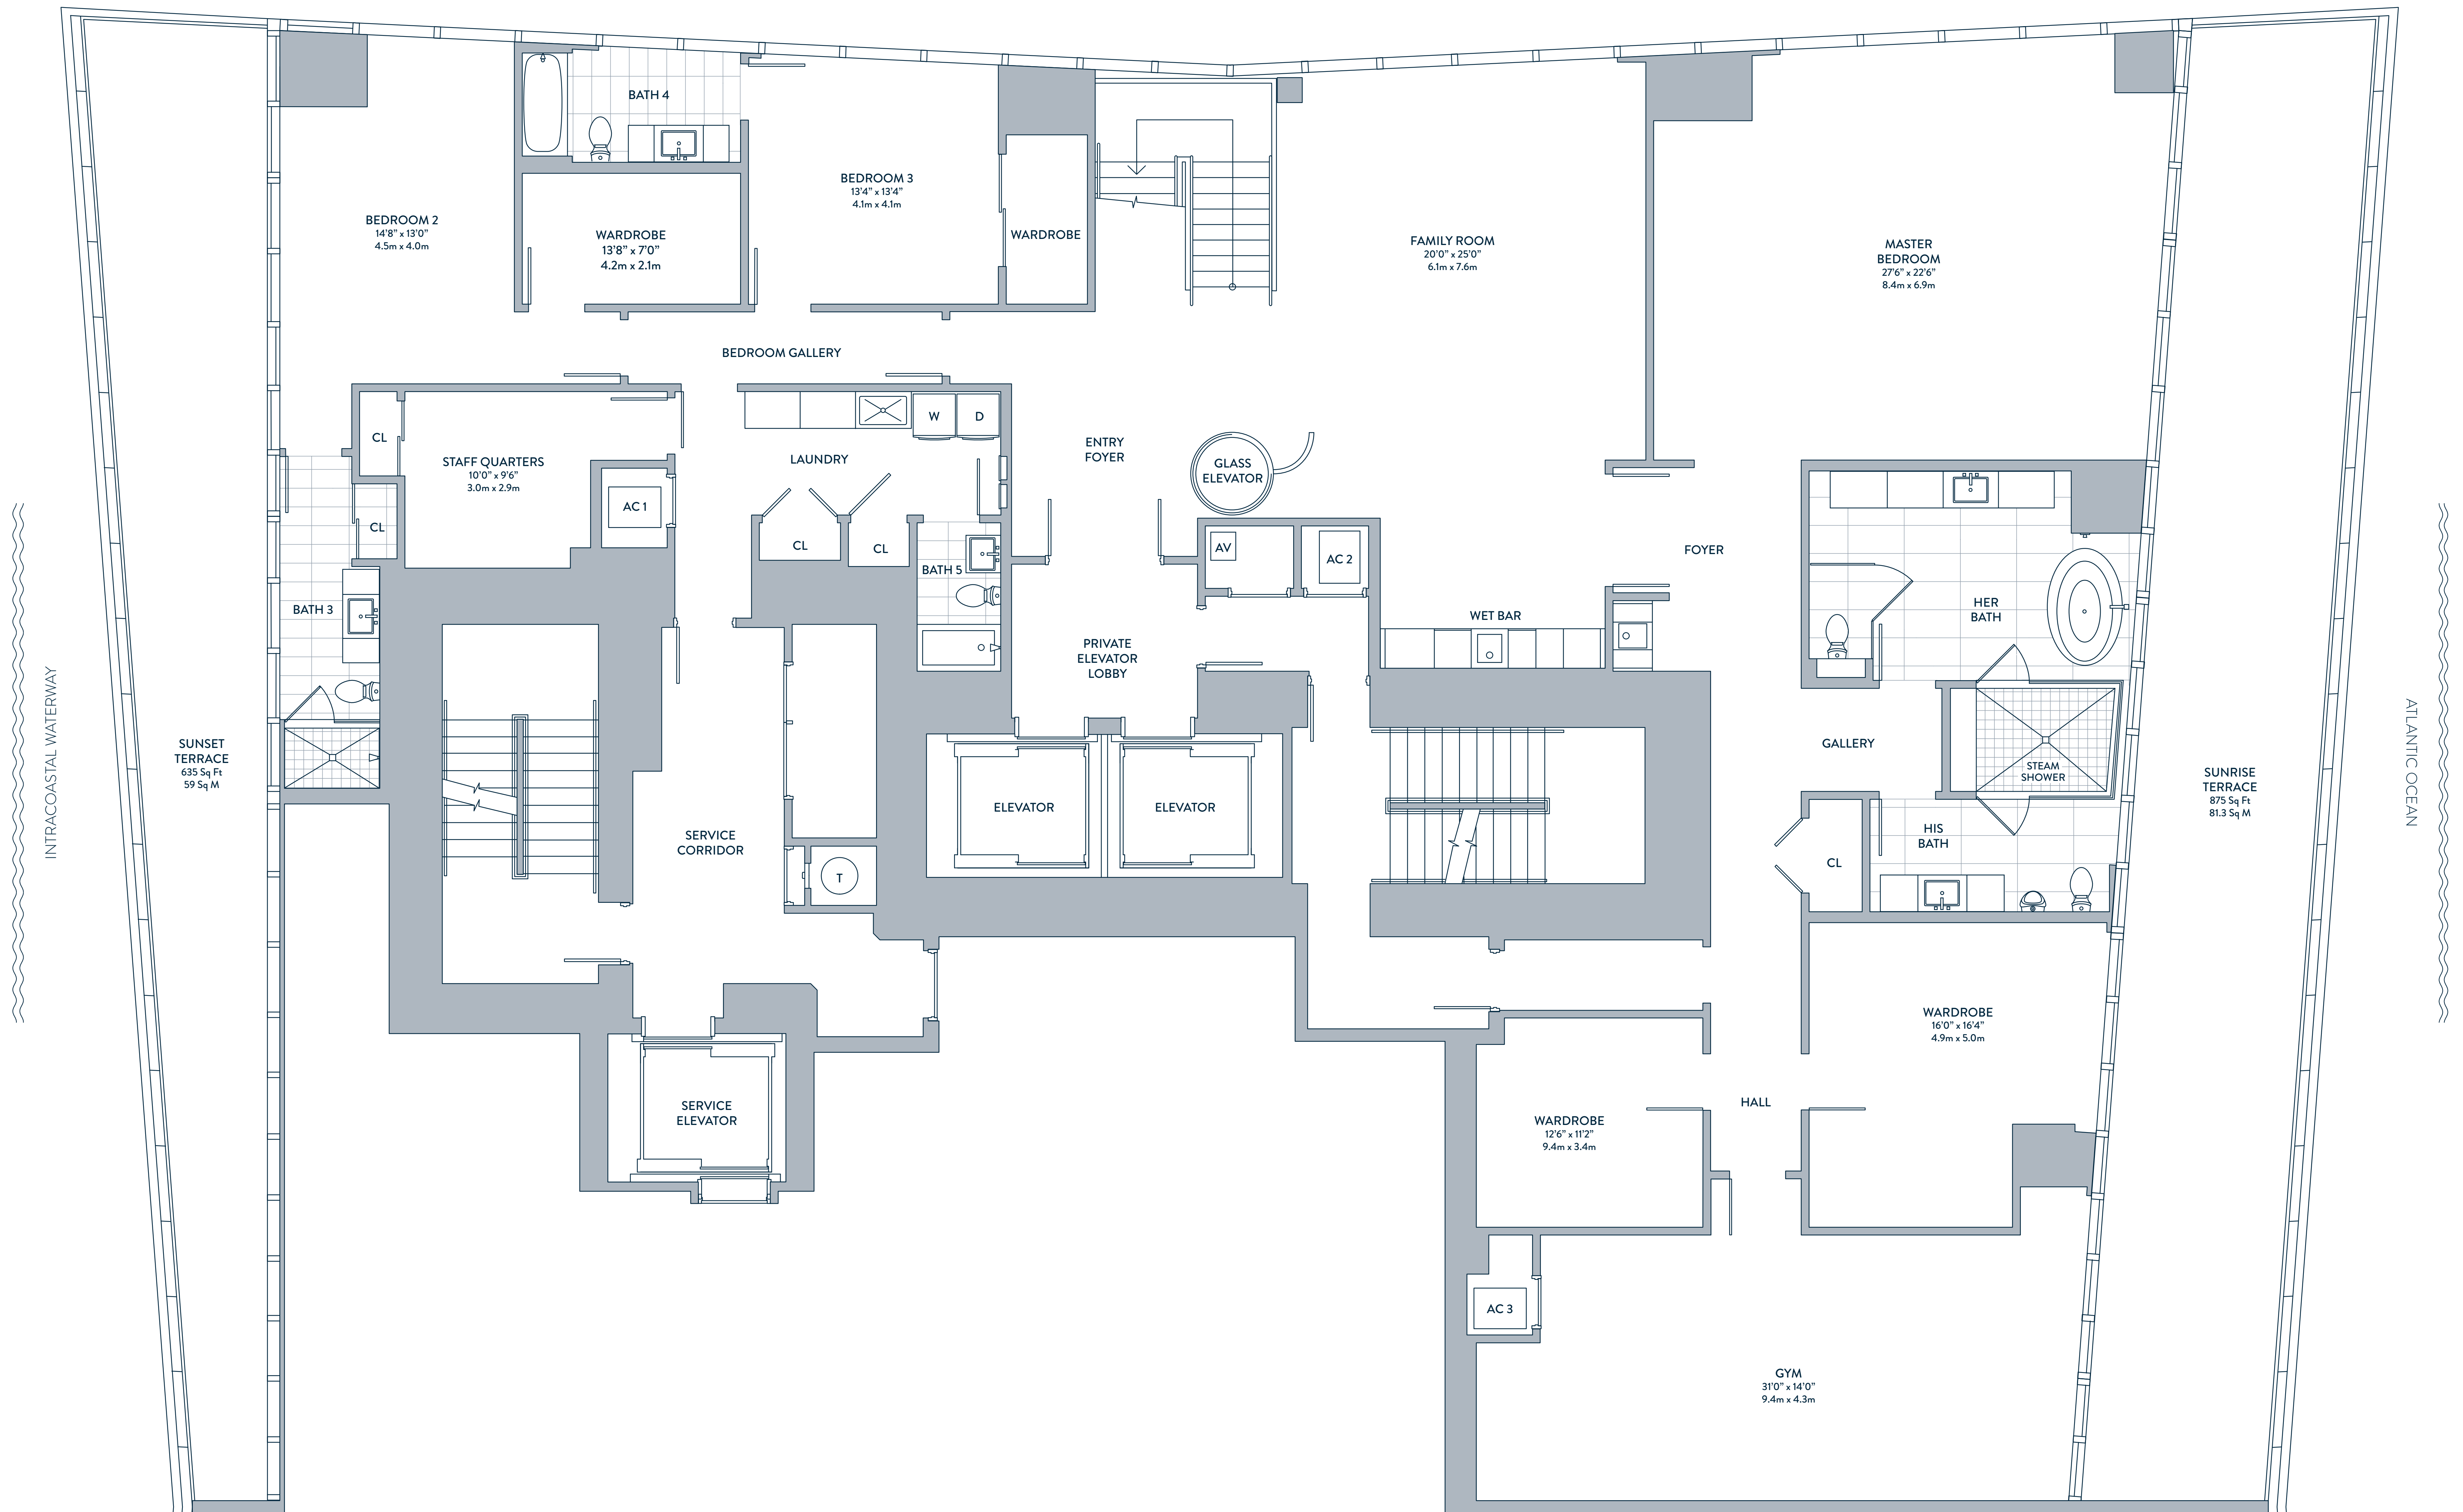 BATH 4
BEDROOM 3
13'4” x 13'4”
4.1m x 4.1m
BEDROOM 2
14'8” x 13'0”
4.5m x 4.0m
WARDROBE
13'8” x 7'0”
4.2m x 2.1m
WARDROBE
FAMILY ROOM
20'0” x 25'0”
6.1m x 7.6m
MASTER
BEDROOM
27'6” x 22'6”
8.4m x 6.9m
BEDROOM GALLERY
CL
STAFF QUARTERS
10'0” x 9'6”
3.0m x 2.9m
AC 1
CL
LAUNDRY
W
D
CL
CL
BATH 5
ENTRY
FOYER
GLASS
ELEVATOR
AV
AC 2
FOYER
WET BAR
HER
BATH
BATH 3
PRIVATE
ELEVATOR
LOBBY
INTRACOASTAL WATERWAY
SUNSET
TERRACE
635 Sq Ft
59 Sq M
SERVICE
CORRIDOR
T
ELEVATOR
ELEVATOR
GALLERY
STEAM
SHOWER
HIS
BATH
CL
SUNRISE
TERRACE
875 Sq Ft
81.3 Sq M
ATLANTIC OCEAN
WARDROBE
16'0” x 16'4”
4.9m x 5.0m
SERVICE
ELEVATOR
WARDROBE
12'6” x 11'2”
9.4m x 3.4m
HALL
AC 3
GYM
31'0” x 14'0”
9.4m x 4.3m